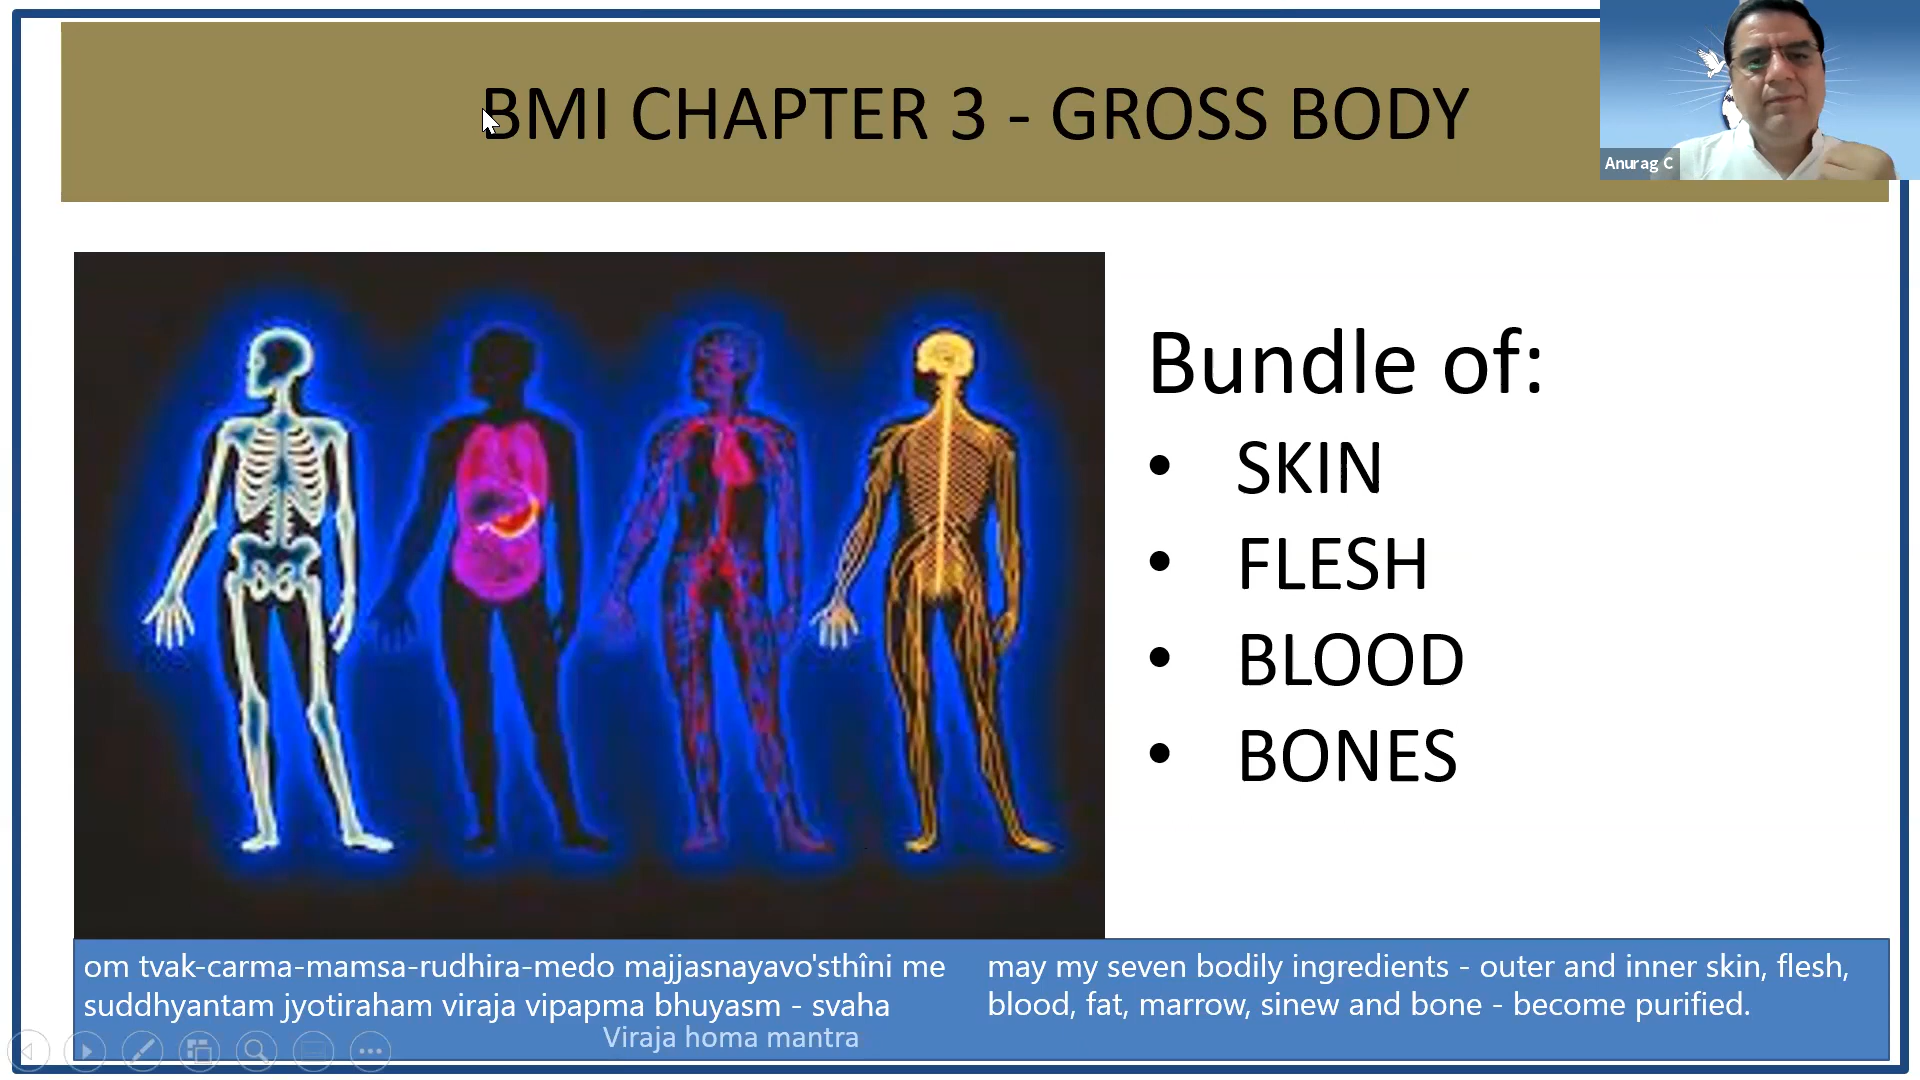 BMI CHAPTER 3 - GROSS BODY
Anurag C
Bundle of:
• SKIN
• FLESH
• BLOOD
• BONES
om tvak-carma-mamsa-rudhira-medo majjasnayavo'sthîni me
suddhyantam jyotiraham viraja vipapma bhuyasm - svaha
Viraja homa mantra
may my seven bodily ingredients - outer and inner skin, flesh,
blood, fat, marrow, sinew and bone - become purified.